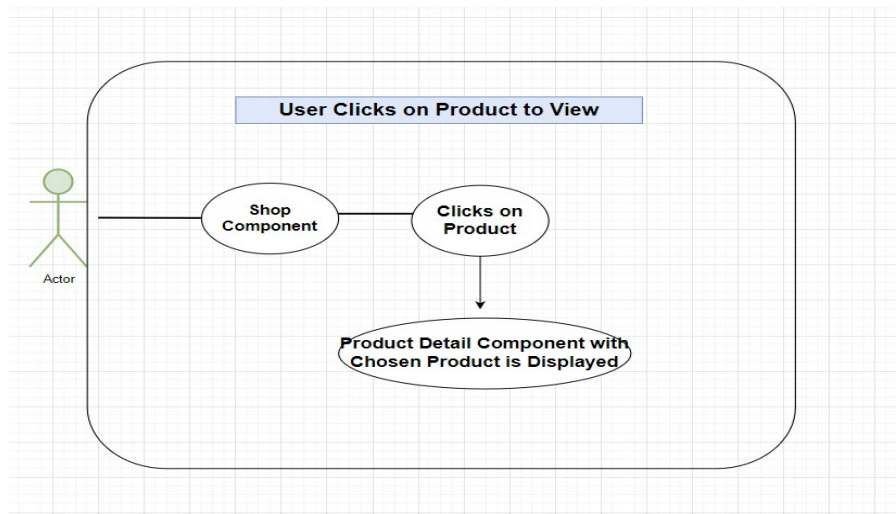 User Clicks on Product to View
Shop
Component
Clicks on
Product
Actor
Product Detail Component with
Chosen Product is Displayed